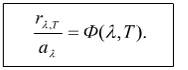 r_{λ,T} / a_λ = Φ(λ, T).